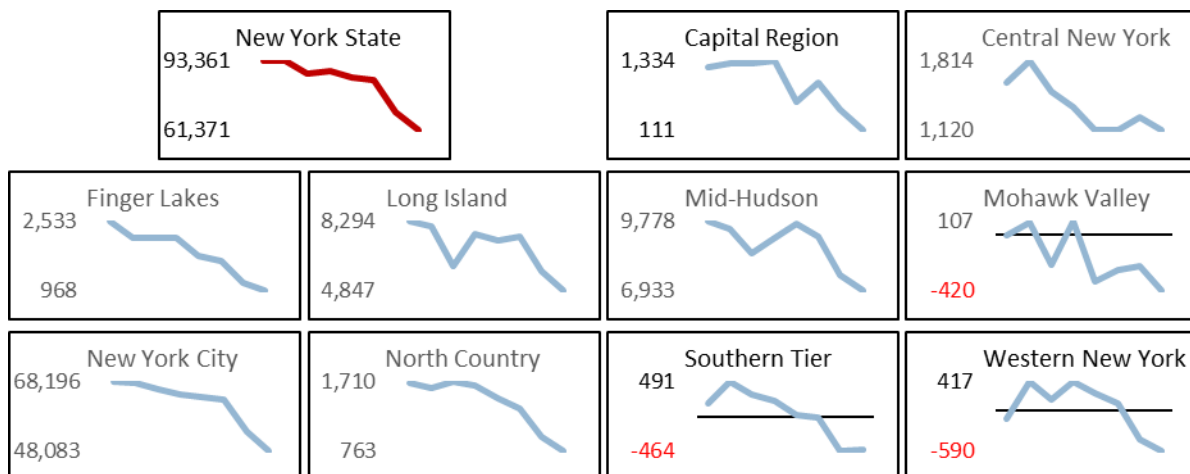 New York State
93,361
61,371
Capital Region
1,334
111
Central New York
1,814
1,120
Finger Lakes
2,533
968
Long Island
8,294
4,847
Mid-Hudson
9,778
6,933
Mohawk Valley
107
-420
New York City
68,196
48,083
North Country
1,710
763
Southern Tier
491
-464
Western New York
417
-590